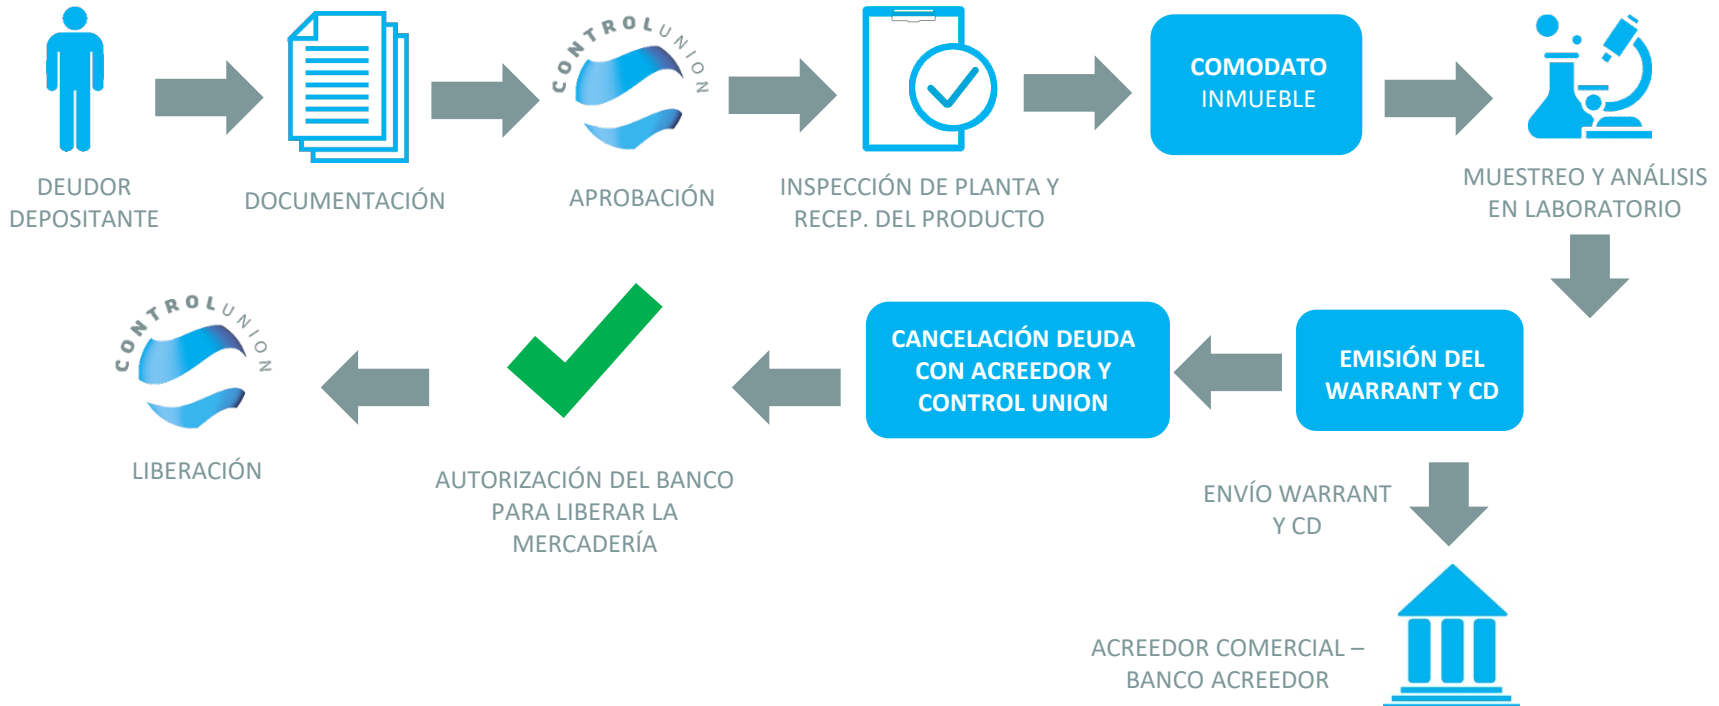 CONTROL UNION
COMODATO
INMUEBLE
DEUDOR
DEPOSITANTE
DOCUMENTACIÓN
APROBACIÓN
INSPECCIÓN DE PLANTA Y
RECEP. DEL PRODUCTO
MUESTREO Y ANÁLISIS
EN LABORATORIO
CONTROL UNION
LIBERACIÓN
AUTORIZACIÓN DEL BANCO
PARA LIBERAR LA
MERCADERÍA
CANCELACIÓN DEUDA
CON ACREEDOR Y
CONTROL UNION
EMISIÓN DEL
WARRANT Y CD
ENVÍO WARRANT
Y CD
ACREEDOR COMERCIAL –
BANCO ACREEDOR